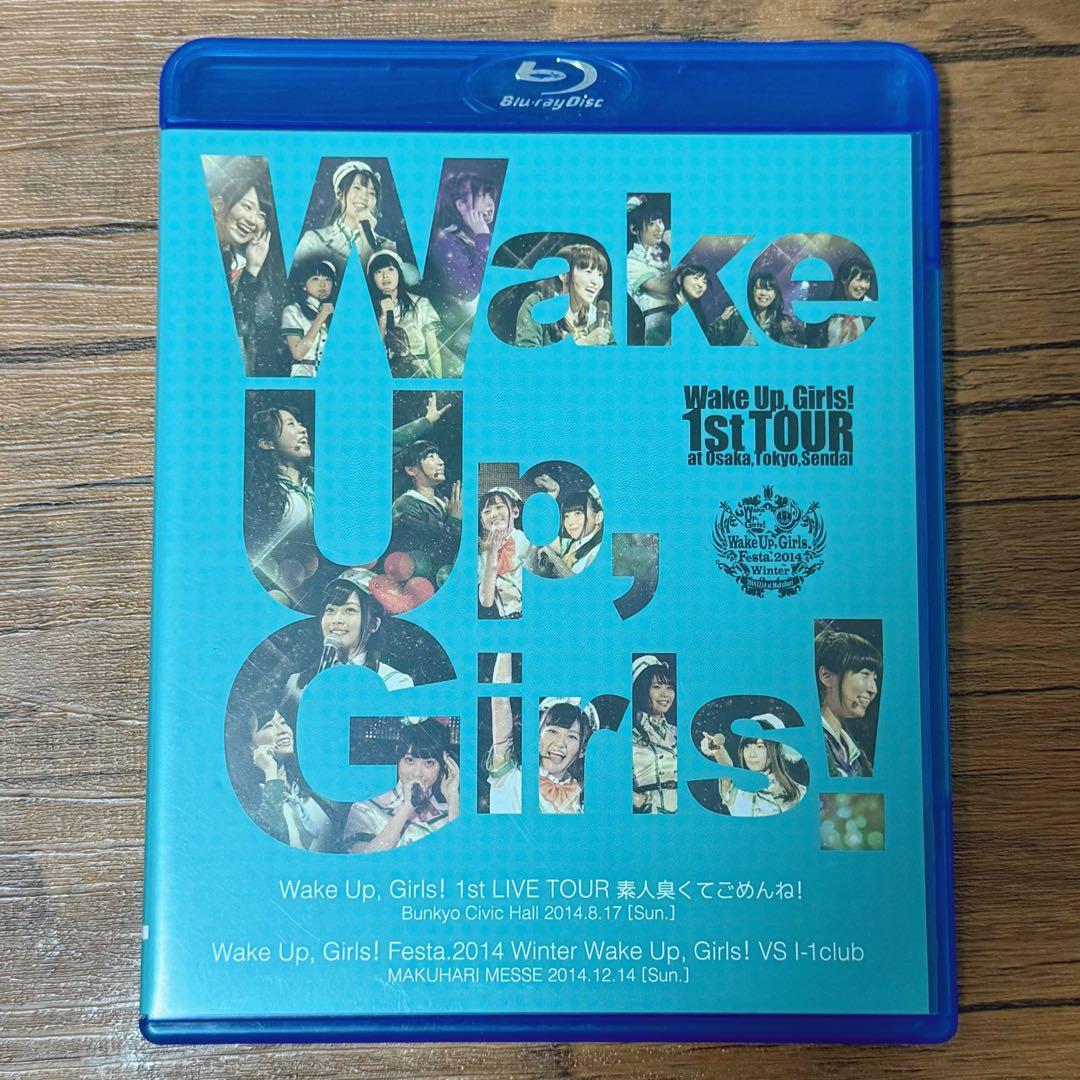 Blu-ray Disc
Wake
Up,
Girls!
Wake Up, Girls!
1st TOUR
at Osaka,Tokyo,Sendai
Wake
Up,
Girls!
Wake Up, Girls!
Festa.2014
Winter
Wake Up, Girls! 1st LIVE TOUR 素人臭くてごめんね!
Bunkyo Civic Hall 2014.8.17 [Sun.]
Wake Up, Girls! Festa.2014 Winter Wake Up, Girls! VS I-1club
MAKUHARI MESSE 2014.12.14 [Sun.]